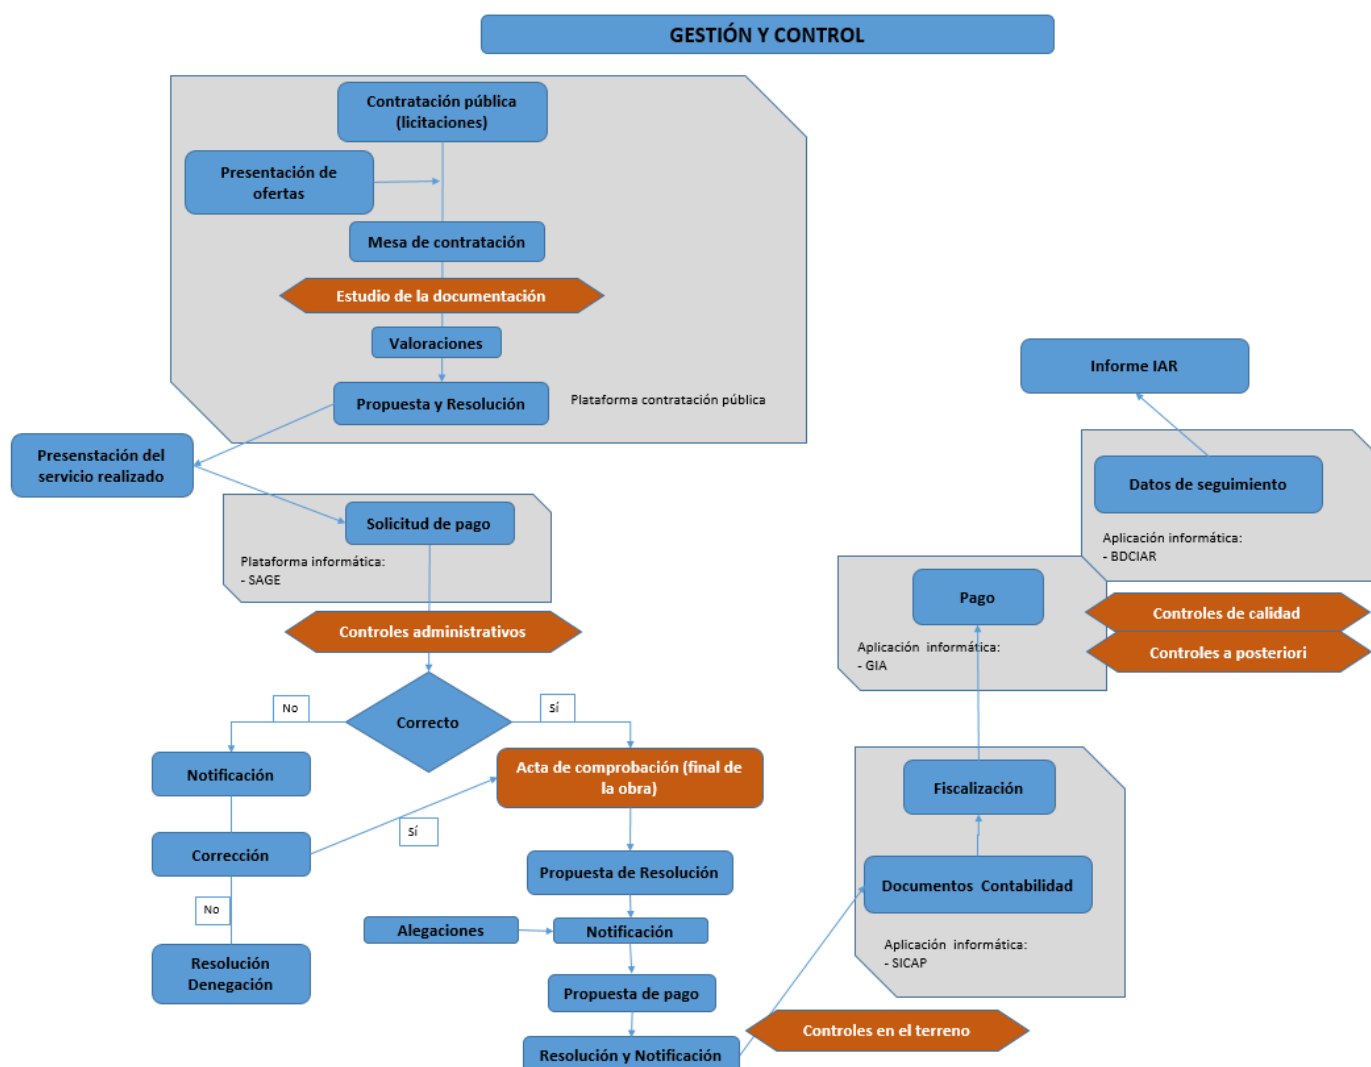 GESTIÓN Y CONTROL
Contratación pública
(licitaciones)
Presentación de
ofertas
Mesa de contratación
Estudio de la documentación
Valoraciones
Propuesta y Resolución
Plataforma contratación pública
Presenstación del
servicio realizado
Solicitud de pago
Plataforma informática:
- SAGE
Controles administrativos
Correcto
No
Sí
Notificación
Acta de comprobación (final de
la obra)
Sí
Corrección
No
Resolución
Denegación
Propuesta de Resolución
Alegaciones
Notificación
Propuesta de pago
Resolución y Notificación
Controles en el terreno
Documentos  Contabilidad
Aplicación  informática:
- SICAP
Fiscalización
Pago
Aplicación  informática:
- GIA
Controles de calidad
Controles a posteriori
Datos de seguimiento
Aplicación informática:
- BDCIAR
Informe IAR